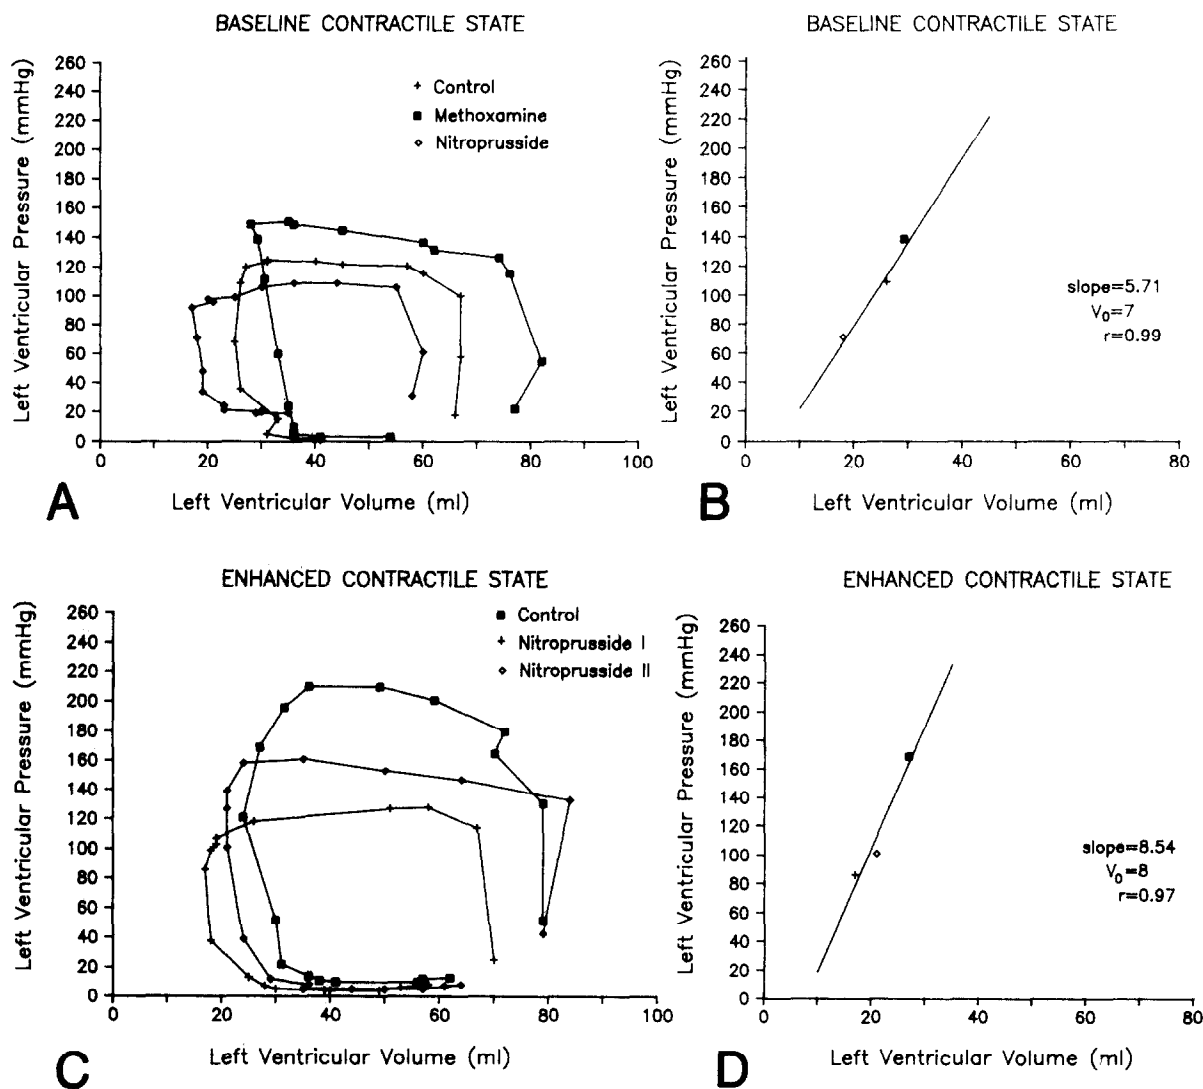 BASELINE CONTRACTILE STATE
Left Ventricular Pressure (mmHg)
260
240
220
200
180
160
140
120
100
80
60
40
20
0
+ Control
■ Methoxamine
◇ Nitroprusside
0 20 40 60 80 100
Left Ventricular Volume (ml)
A
BASELINE CONTRACTILE STATE
Left Ventricular Pressure (mmHg)
260
240
220
200
180
160
140
120
100
80
60
40
20
0
slope=5.71
V0=7
r=0.99
0 20 40 60 80
Left Ventricular Volume (ml)
B
ENHANCED CONTRACTILE STATE
Left Ventricular Pressure (mmHg)
260
240
220
200
180
160
140
120
100
80
60
40
20
0
■ Control
+ Nitroprusside I
◇ Nitroprusside II
0 20 40 60 80 100
Left Ventricular Volume (ml)
C
ENHANCED CONTRACTILE STATE
Left Ventricular Pressure (mmHg)
260
240
220
200
180
160
140
120
100
80
60
40
20
0
slope=8.54
V0=8
r=0.97
0 20 40 60 80
Left Ventricular Volume (ml)
D